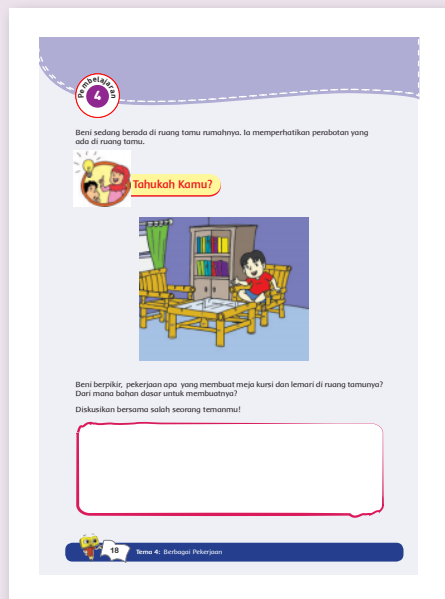 Pembelajaran
4
Beni sedang berada di ruang tamu rumahnya. Ia memperhatikan perabotan yang
ada di ruang tamu.
Tahukah Kamu?
Beni berpikir, pekerjaan apa yang membuat meja kursi dan lemari di ruang tamunya?
Dari mana bahan dasar untuk membuatnya?
Diskusikan bersama salah seorang temanmu!
18
Tema 4: Berbagai Pekerjaan